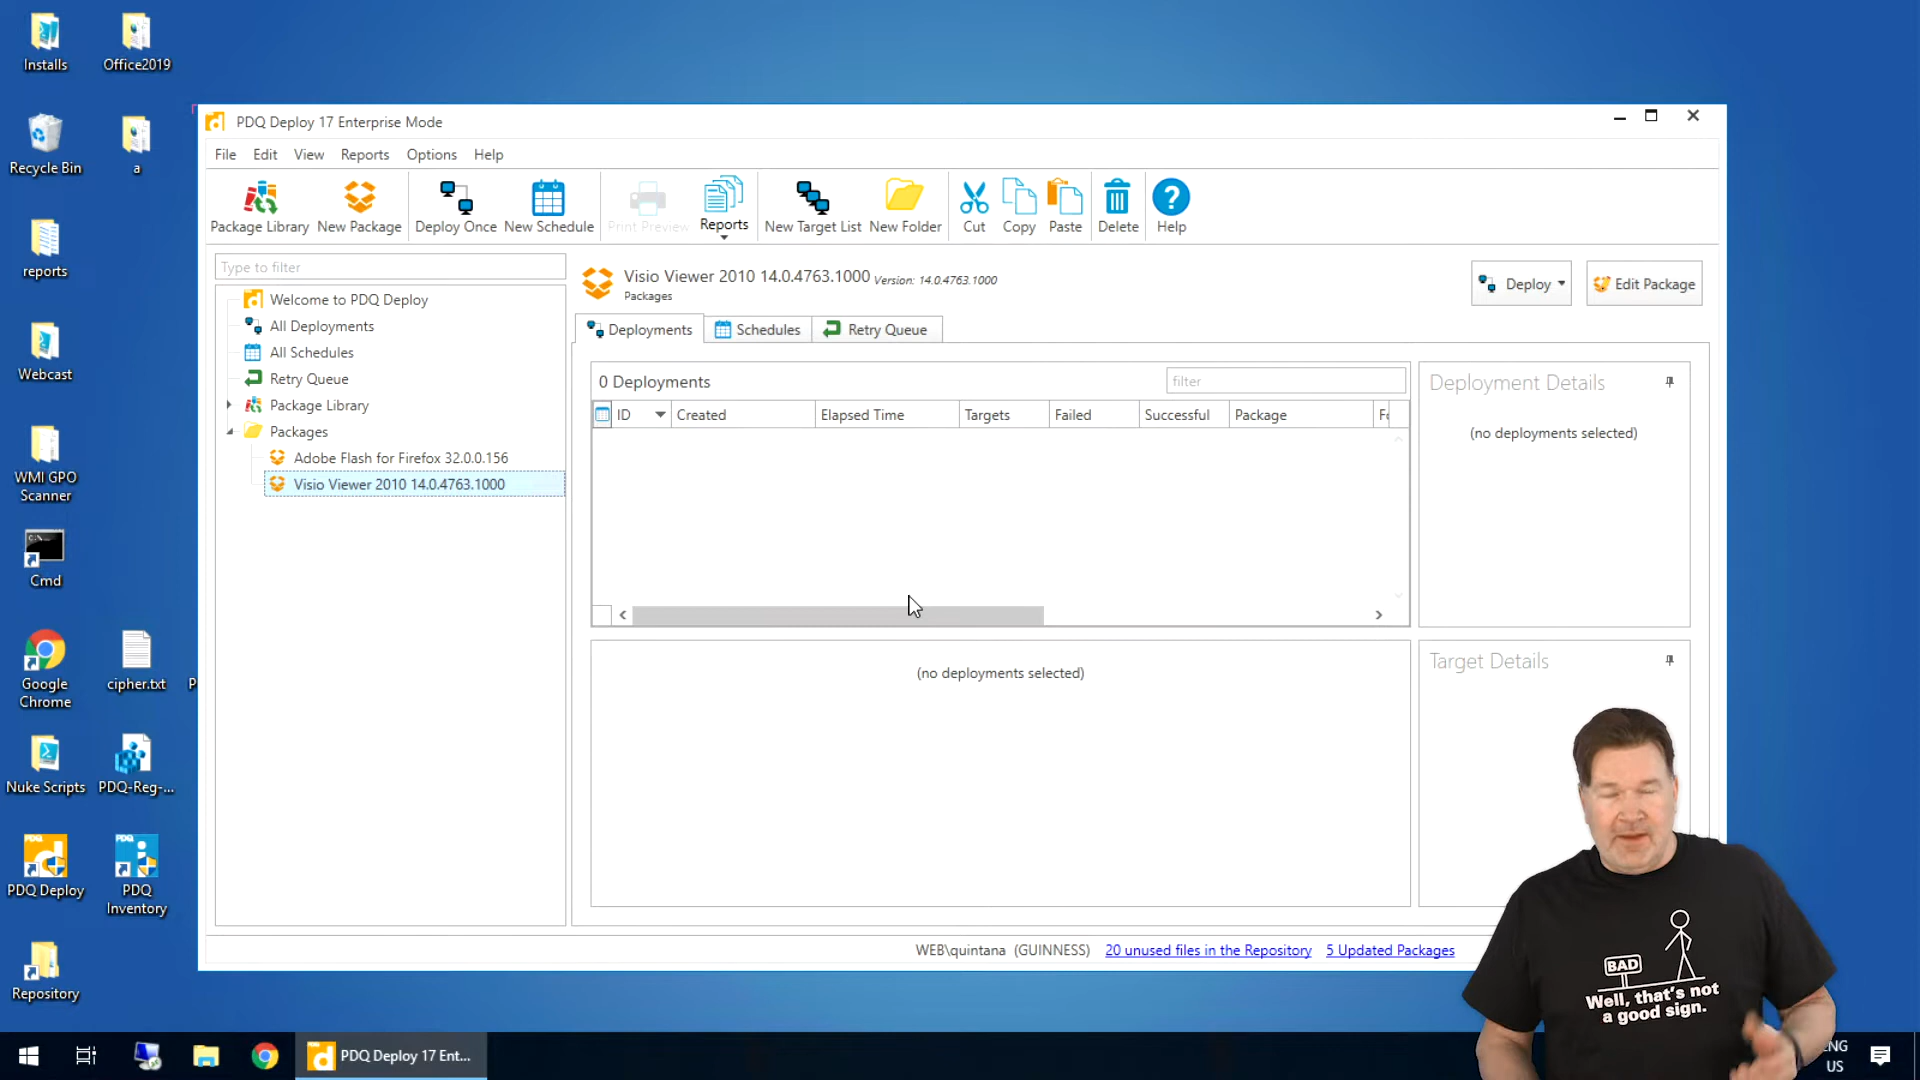 Installs
Office2019
Recycle Bin
a
reports
Webcast
WMI GPO
Scanner
Cmd
Google
Chrome
cipher.txt
P
Nuke Scripts
PDQ-Reg-...
PDQ Deploy
PDQ
Inventory
Repository
PDQ Deploy 17 Enterprise Mode
File Edit View Reports Options Help
Package Library New Package Deploy Once New Schedule Print Preview Reports New Target List New Folder Cut Copy Paste Delete Help
Type to filter
Welcome to PDQ Deploy
All Deployments
All Schedules
Retry Queue
Package Library
Packages
Adobe Flash for Firefox 32.0.0.156
Visio Viewer 2010 14.0.4763.1000
Visio Viewer 2010 14.0.4763.1000 Version: 14.0.4763.1000
Packages
Deploy Edit Package
Deployments Schedules Retry Queue
0 Deployments filter
ID Created Elapsed Time Targets Failed Successful Package
(no deployments selected)
Deployment Details
(no deployments selected)
Target Details
WEB\quintana (GUINNESS) 20 unused files in the Repository 5 Updated Packages
BAD
Well, that's not
a good sign.
PDQ Deploy 17 Ent...
ENG
US